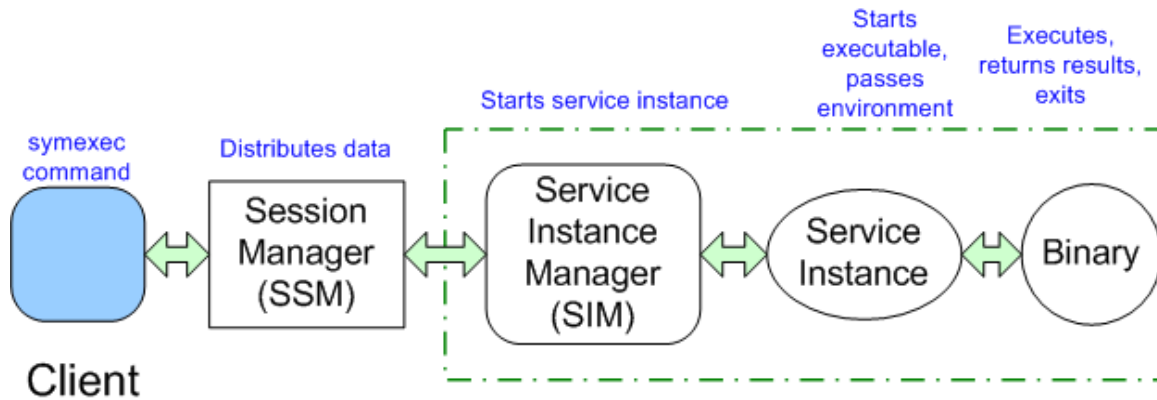 Starts
executable,
passes
environment
Executes,
returns results,
exits
Starts service instance
symexec
command
Distributes data
Session
Manager
(SSM)
Service
Instance
Manager
(SIM)
Service
Instance
Binary
Client